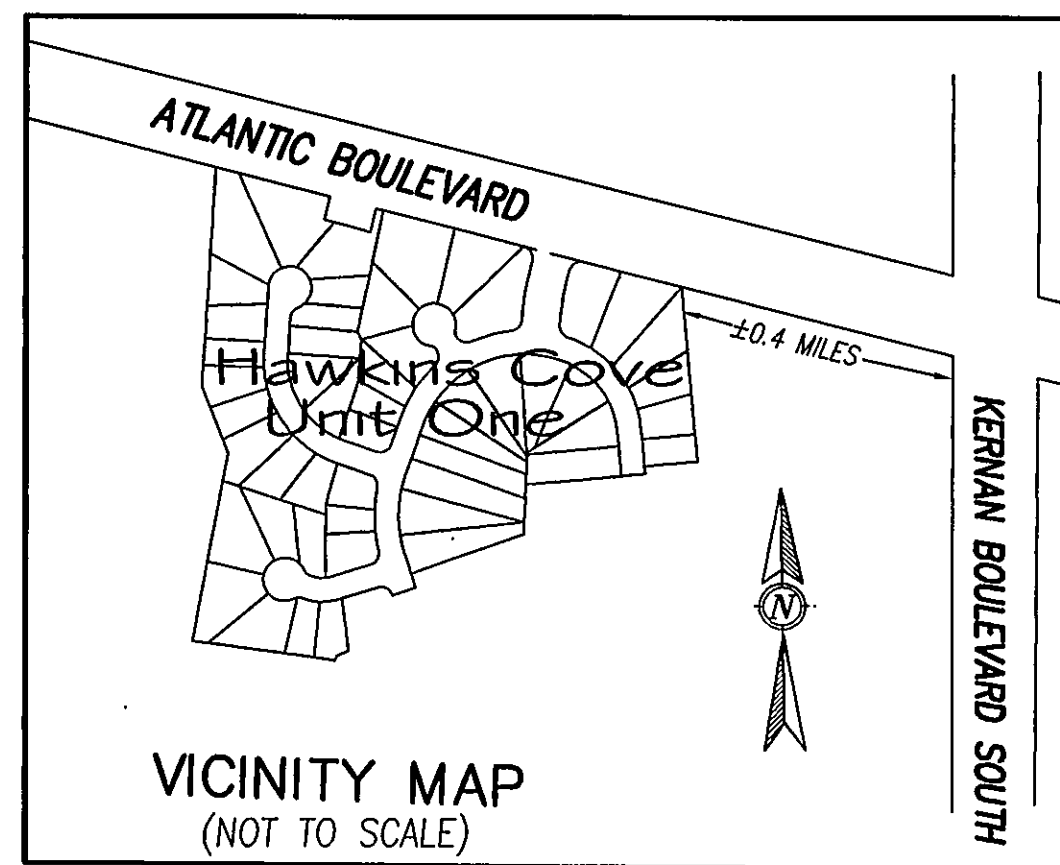 ATLANTIC BOULEVARD
±0.4 MILES
Hawkins Cove
Unit One
KERNAN BOULEVARD SOUTH
N
VICINITY MAP
(NOT TO SCALE)